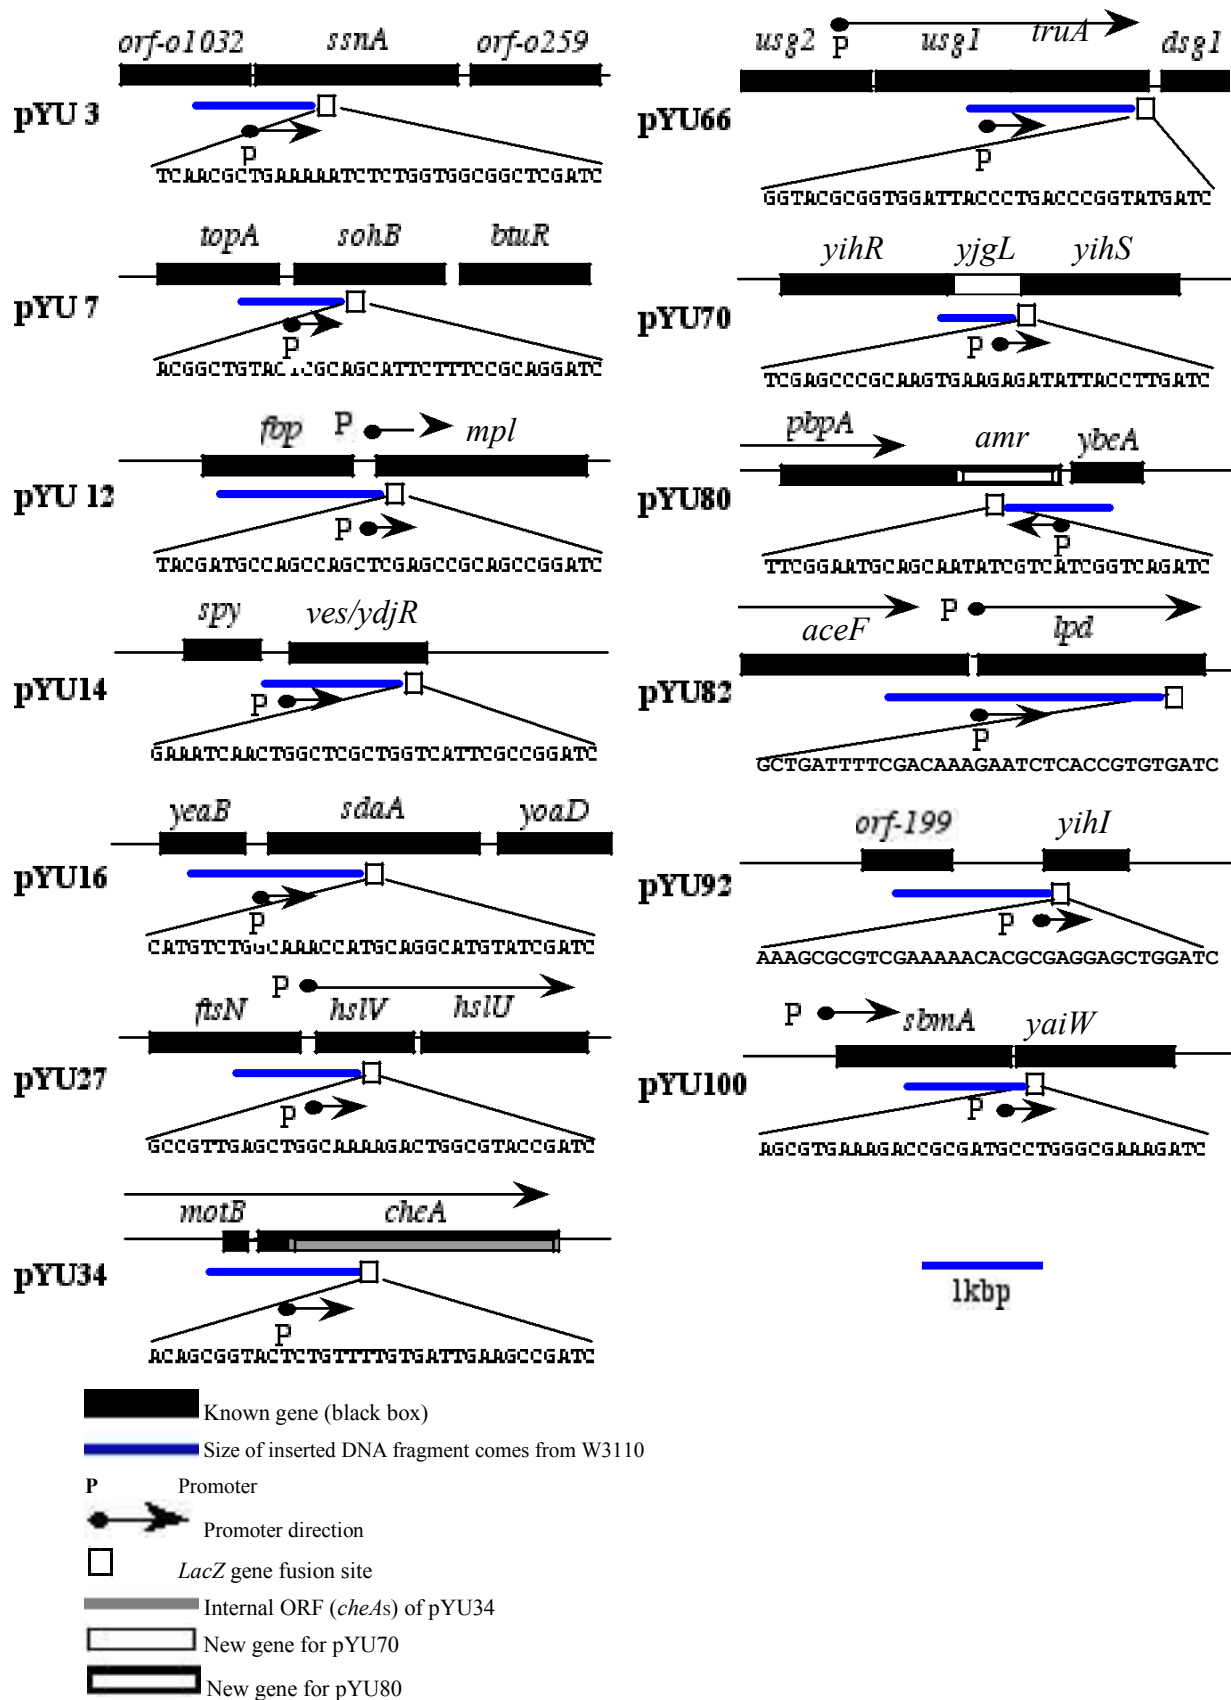 orf-o1032 ssnA orf-o259
pYU 3
P
TCAACGCTGAAAAATCTCTGGTGGCGGCTCGATC
topA sohB btuR
pYU 7
P
fbp P mpl
pYU 12
P
TACGATGCCAGCCAGCTCGAGCCGCAGCCGGATC
spy ves/ydjR
pYU14
P
GAAATCAACTGGCTCGCTGGTCATTCGCCGGATC
yeaB sdaA yoaD
pYU16
P
CATGTCTGGCAAACCATGCAGGCATGTATCGATC
P
ftsN hslV hslU
pYU27
P
GCCGTTGAGCTGGCAAAAGACTGGCGTACCGATC
motB cheA
pYU34
P
ACAGCGGTACTCTGTTTTGTGATTGAAGCCGATC
usg2 P usg1 truA dsg1
pYU66
P
GGTACGCGGTGGATTACCCTGACCCGGTATGATC
yihR yjgL yihS
pYU70
P
TCGAGCCCGCAAGTGAAGAGATATTACCTTGATC
pbpA amr ybeA
pYU80
P
TTCGGAATGCAGCAATATCGTCATCGGTCAGATC
P
aceF lpd
pYU82
P
GCTGATTTTCGACAAAGAATCTCACCGTGTGATC
orf-199 yihI
pYU92
P
AAAGCGCGTCGAAAAACACGCGAGGAGCTGGATC
P sbmA yaiW
pYU100
P
AGCGTGAAAGACCGCGATGCCTGGGCGAAAGATC
1kbp
Known gene (black box)
Size of inserted DNA fragment comes from W3110
P Promoter
Promoter direction
LacZ gene fusion site
Internal ORF (cheAs) of pYU34
New gene for pYU70
New gene for pYU80